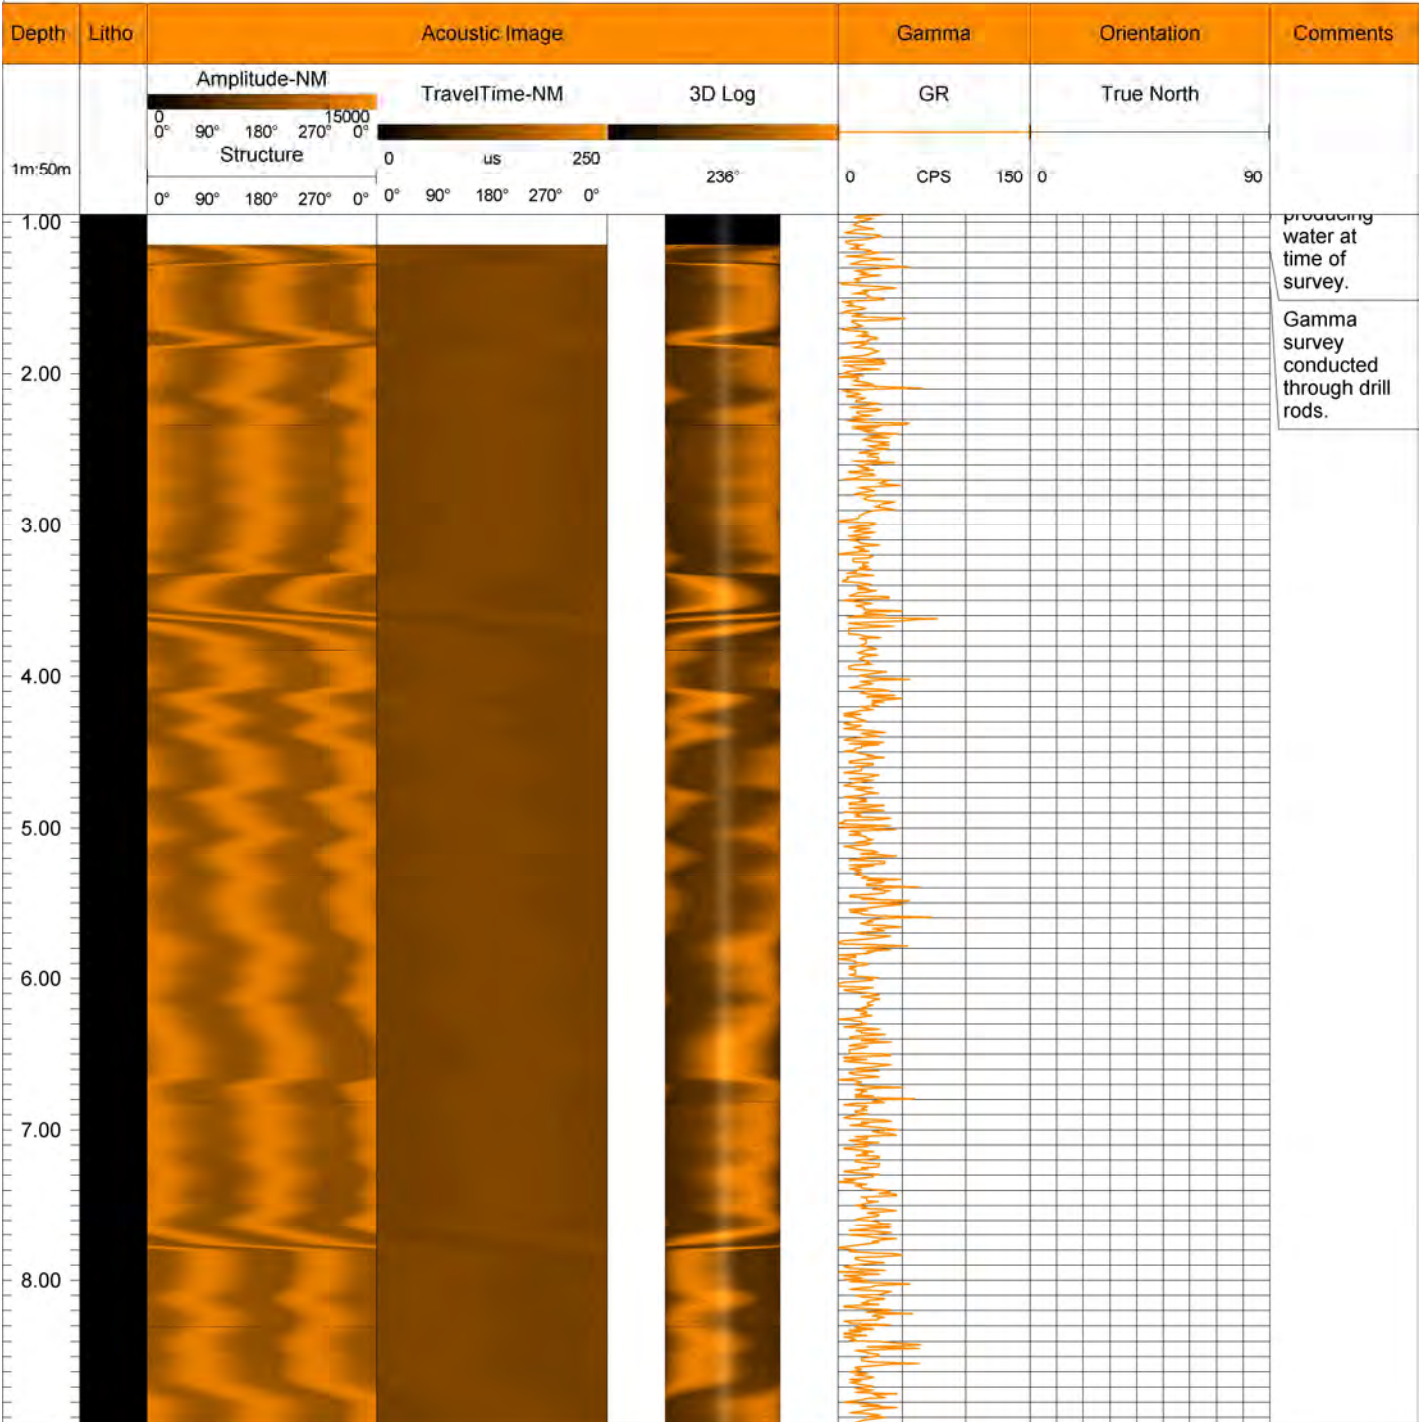 Depth Litho Acoustic Image Gamma Orientation Comments
Amplitude-NM TravelTime-NM 3D Log GR True North
0 15000
0° 90° 180° 270° 0°
Structure
0 us 250
1m:50m
236°
0 CPS 150 0 90
0° 90° 180° 270° 0° 0° 90° 180° 270° 0°
1.00
2.00
3.00
4.00
5.00
6.00
7.00
8.00
producing
water at
time of
survey.
Gamma
survey
conducted
through drill
rods.